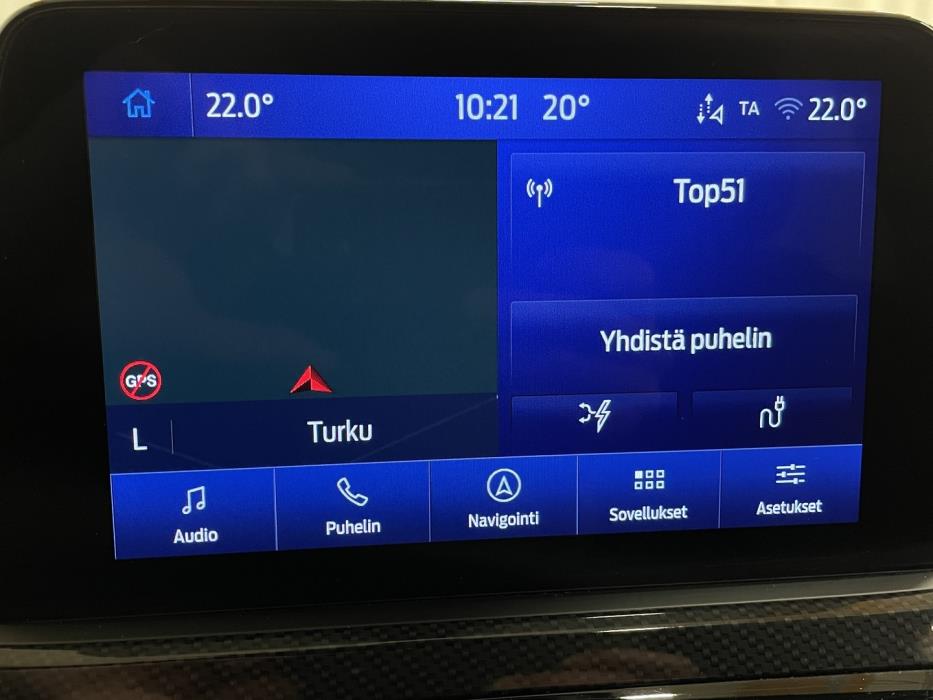 22.0° 10:21 20° TA 22.0°
Top51
Yhdistä puhelin
GPS
L Turku
Audio Puhelin Navigointi Sovellukset Asetukset